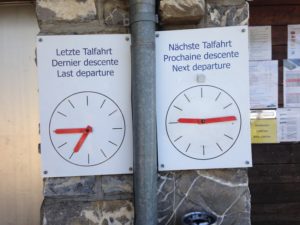 Letzte Talfahrt
Dernier descente
Last departure
Nächste Talfahrt
Prochaine descente
Next departure